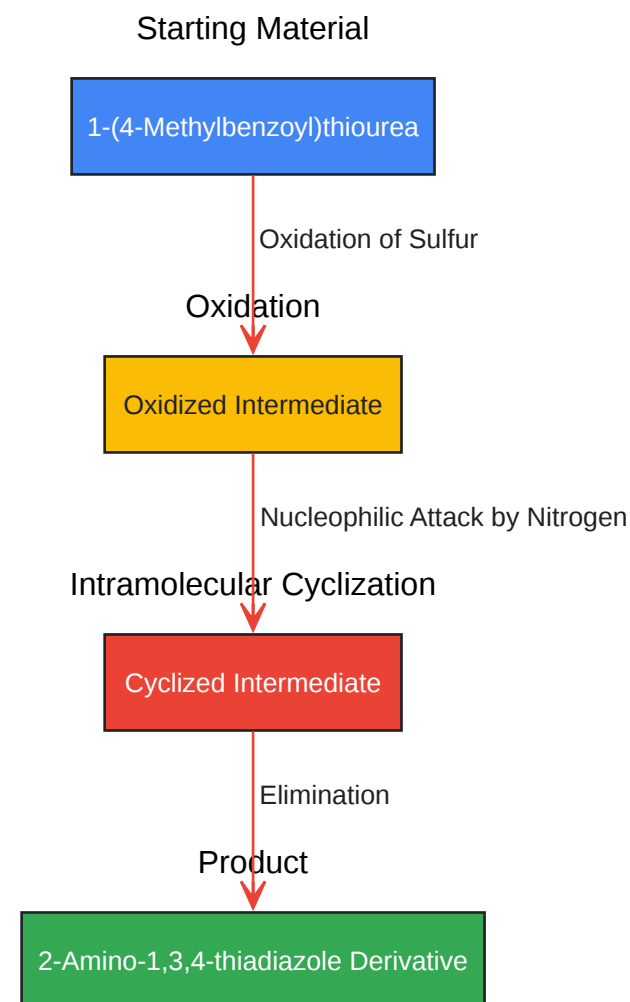 Starting Material
1-(4-Methylbenzoyl)thiourea
Oxidation of Sulfur
Oxidation
Oxidized Intermediate
Nucleophilic Attack by Nitrogen
Intramolecular Cyclization
Cyclized Intermediate
Elimination
Product
2-Amino-1,3,4-thiadiazole Derivative